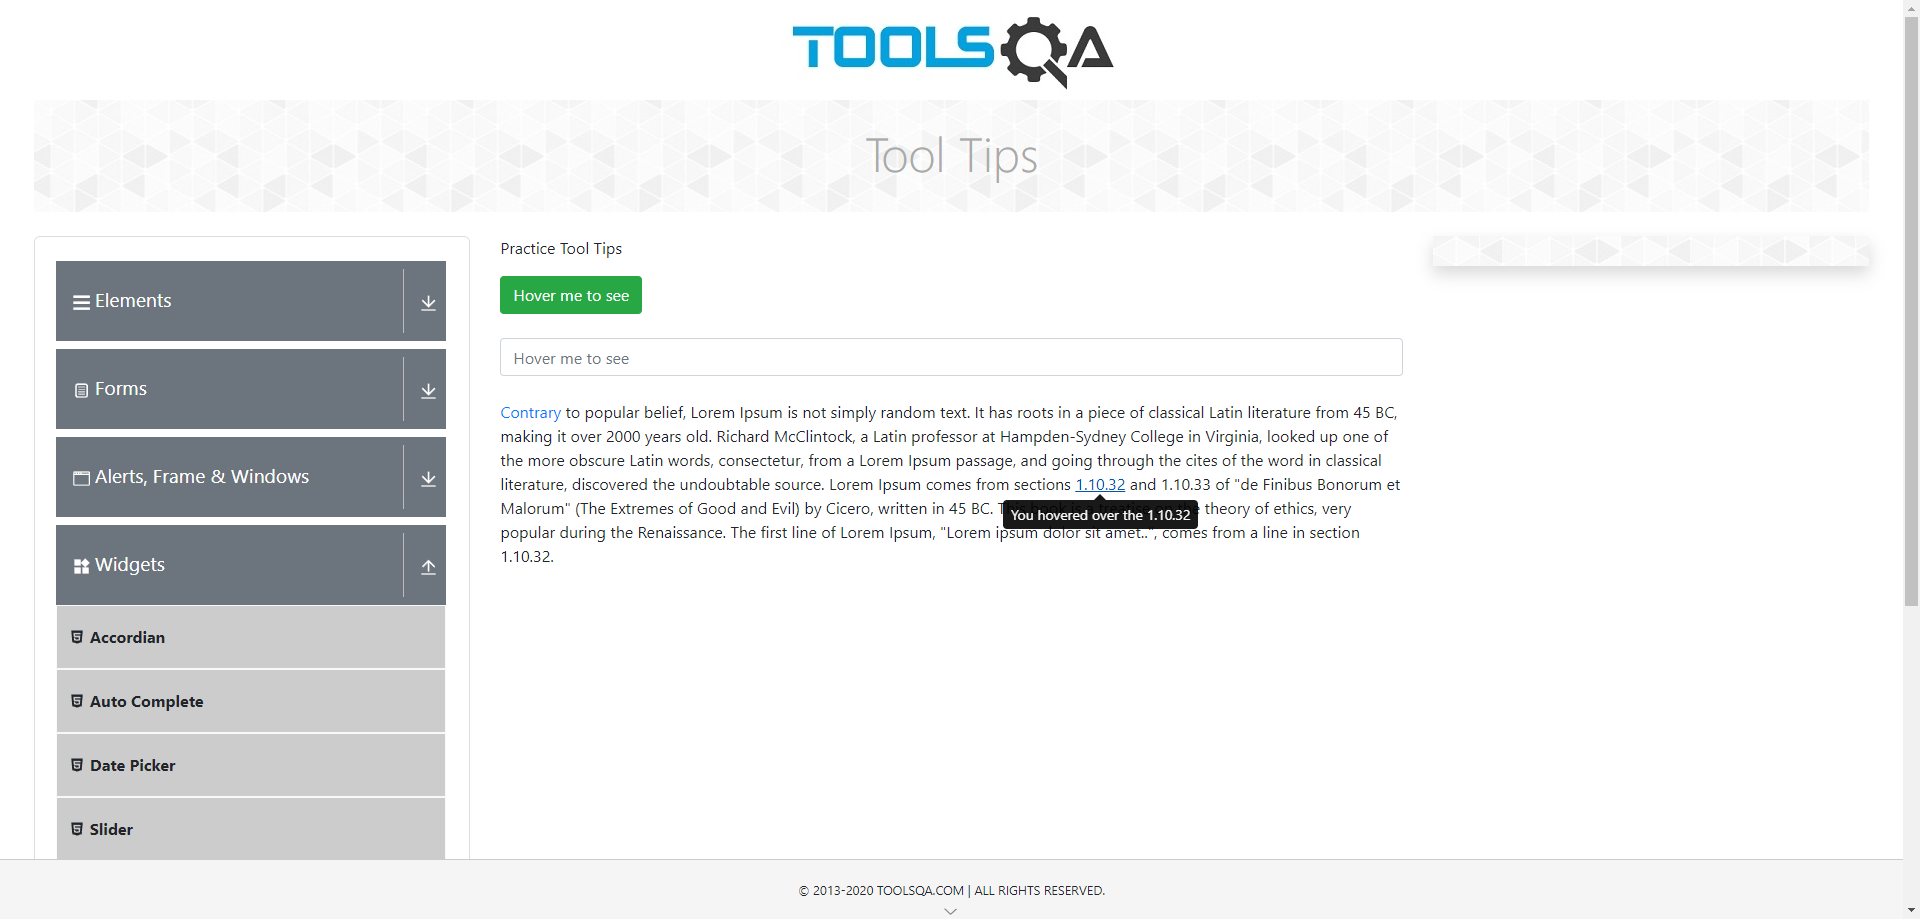 TOOLSQA
Tool Tips
Elements
Forms
Alerts, Frame & Windows
Widgets
Accordian
Auto Complete
Date Picker
Slider
Practice Tool Tips
Hover me to see
Hover me to see
Contrary to popular belief, Lorem Ipsum is not simply random text. It has roots in a piece of classical Latin literature from 45 BC,
making it over 2000 years old. Richard McClintock, a Latin professor at Hampden-Sydney College in Virginia, looked up one of
the more obscure Latin words, consectetur, from a Lorem Ipsum passage, and going through the cites of the word in classical
literature, discovered the undoubtable source. Lorem Ipsum comes from sections 1.10.32 and 1.10.33 of "de Finibus Bonorum et
Malorum" (The Extremes of Good and Evil) by Cicero, written in 45 BC. theory of ethics, very
You hovered over the 1.10.32
popular during the Renaissance. The first line of Lorem Ipsum, "Lorem ipsum dolor sit amet..", comes from a line in section
1.10.32.
© 2013-2020 TOOLSQA.COM | ALL RIGHTS RESERVED.